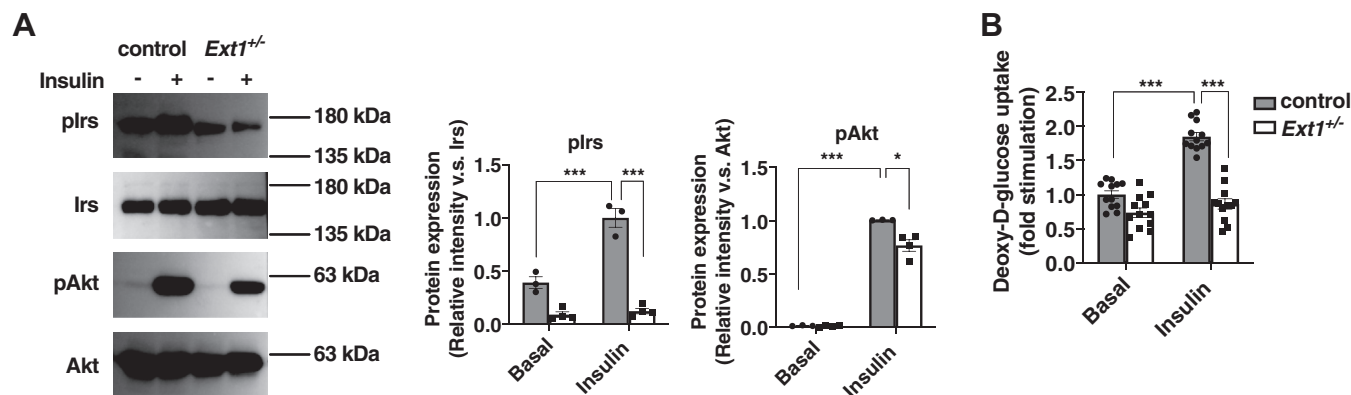 A
control Ext1+/-
Insulin - + - +
pIrs
180 kDa
135 kDa
Irs
180 kDa
135 kDa
pAkt
63 kDa
Akt
63 kDa
pIrs
Protein expression
(Relative intensity v.s. Irs)
1.5
1.0
0.5
0.0
*** ***
Basal
Insulin
pAkt
Protein expression
(Relative intensity v.s. Akt)
1.5
1.0
0.5
0.0
*** *
Basal
Insulin
B
Deoxy-D-glucose uptake
(fold stimulation)
2.5
2.0
1.5
1.0
0.5
0.0
*** ***
Basal
Insulin
control
Ext1+/-